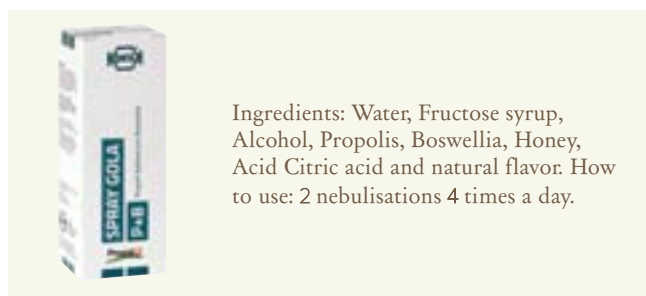 SPRAY GOLA
P+B
Ingredients: Water, Fructose syrup,
Alcohol, Propolis, Boswellia, Honey,
Acid Citric acid and natural flavor. How
to use: 2 nebulisations 4 times a day.